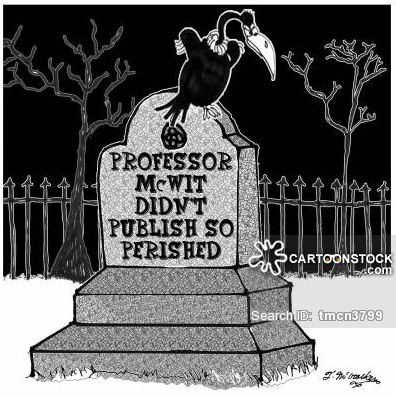 PROFESSOR
McWIT
DIDN'T
PUBLISH SO
PERISHED
CARTOONSTOCK
.com
Search ID: tmcn3799